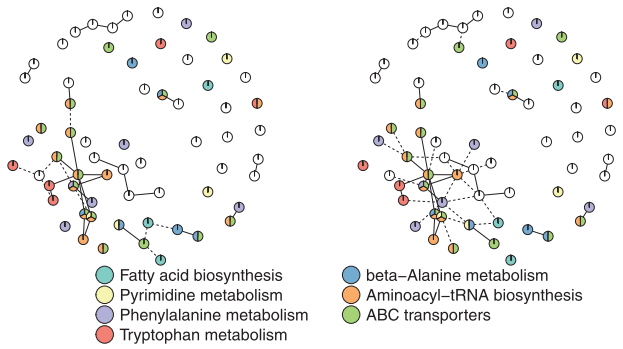 Fatty acid biosynthesis
Pyrimidine metabolism
Phenylalanine metabolism
Tryptophan metabolism
beta−Alanine metabolism
Aminoacyl−tRNA biosynthesis
ABC transporters